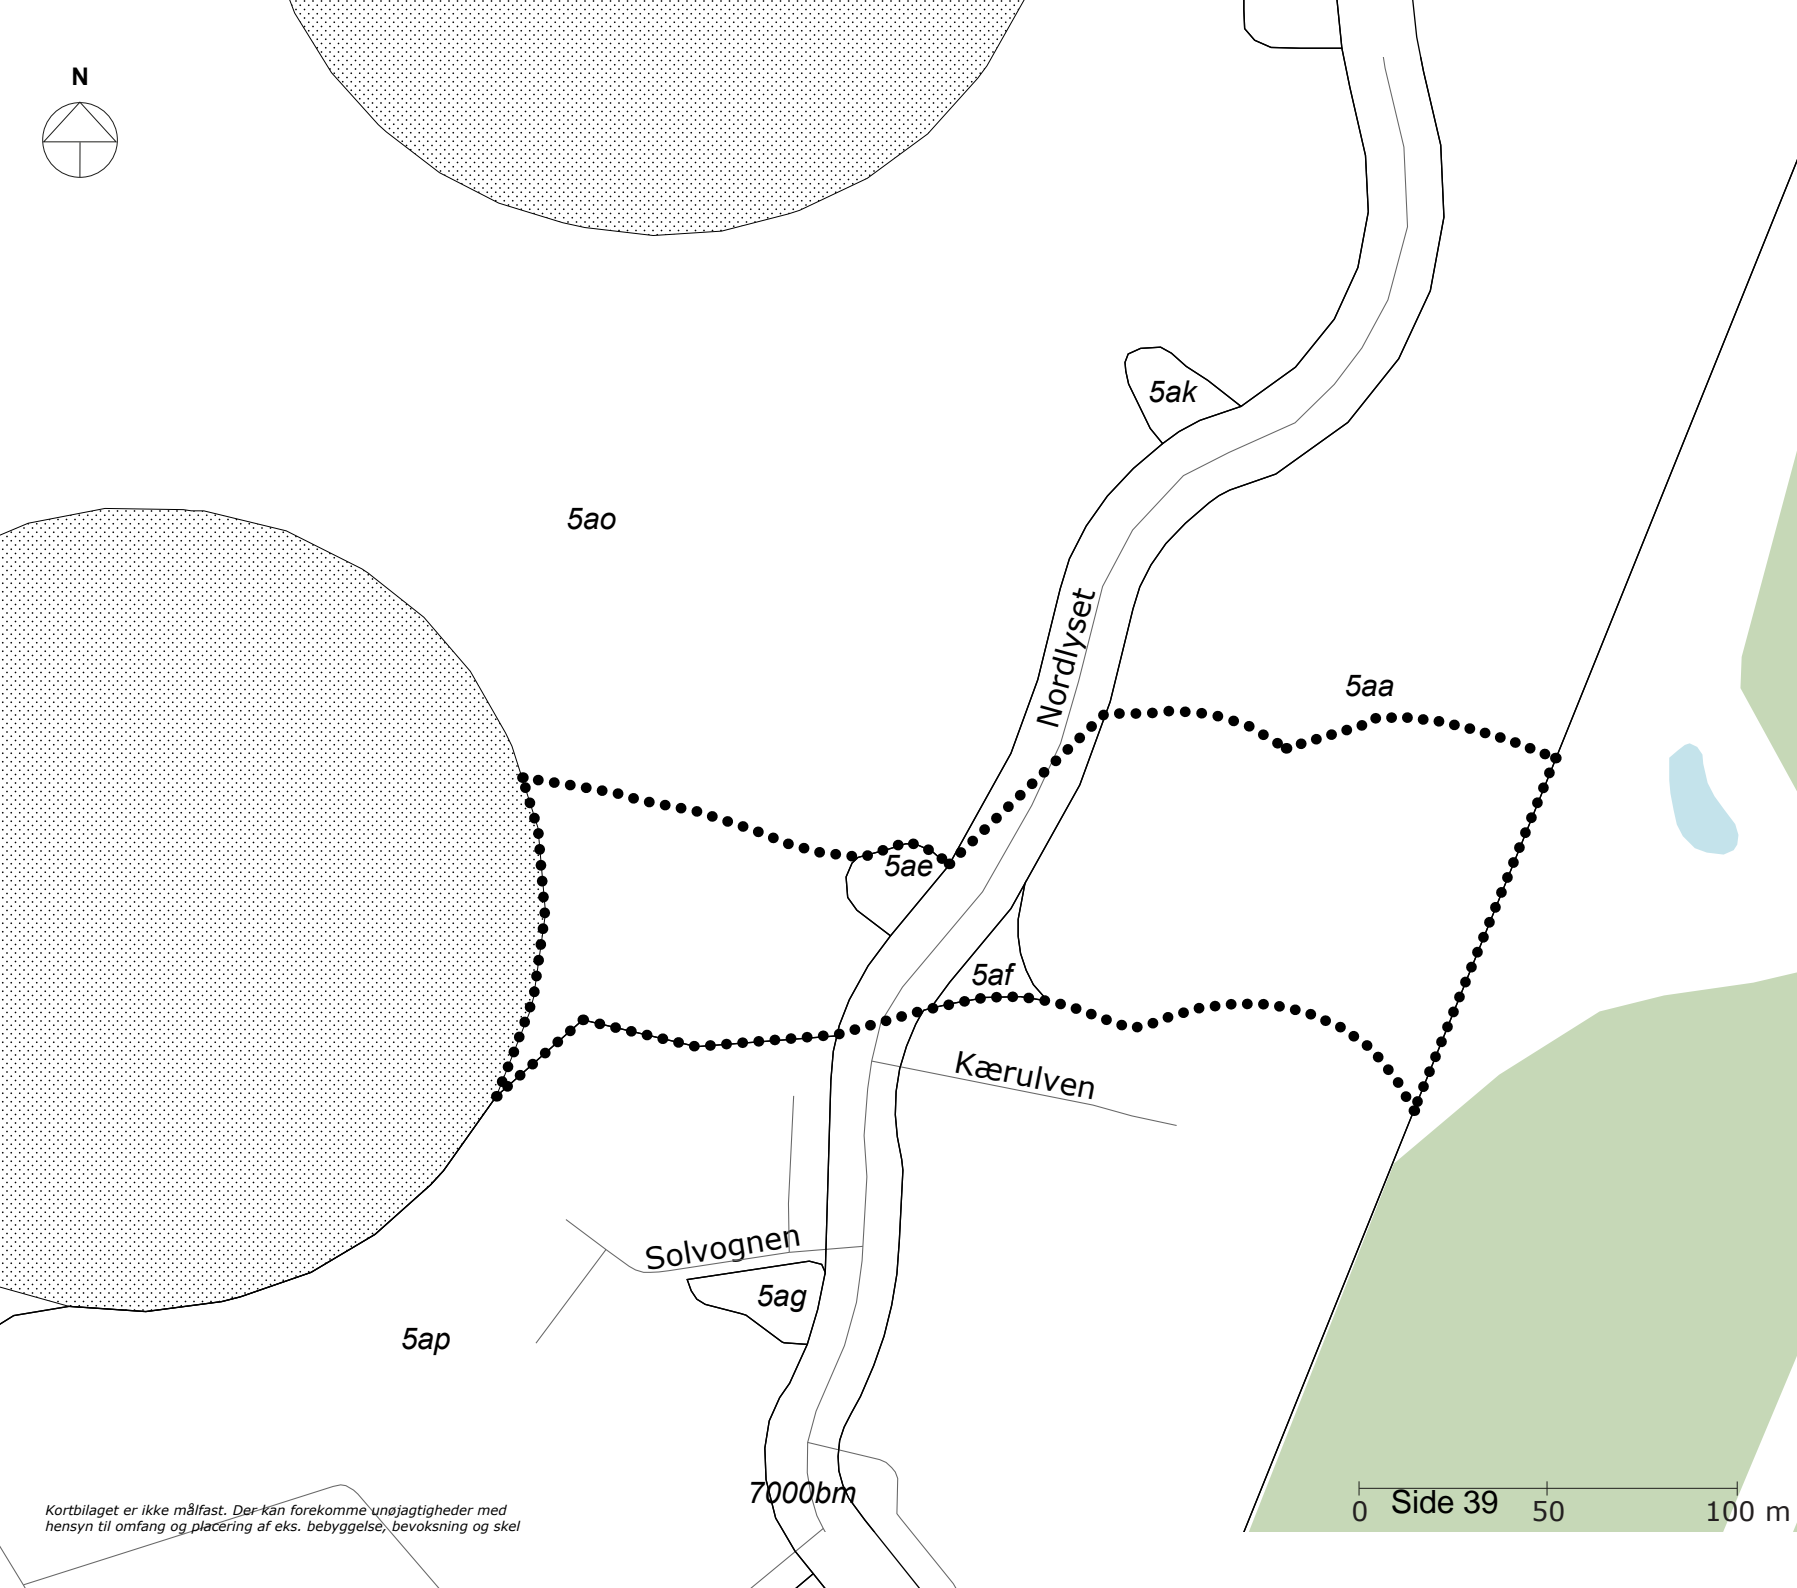 N
5ak
5ao
Nordlyset
5aa
5ae
5af
Kærulven
Solvognen
5ag
5ap
7000bm
Kortbilaget er ikke målfast. Der kan forekomme unøjagtigheder med
hensyn til omfang og placering af eks. bebyggelse, bevoksning og skel
Side 39
0 50 100 m